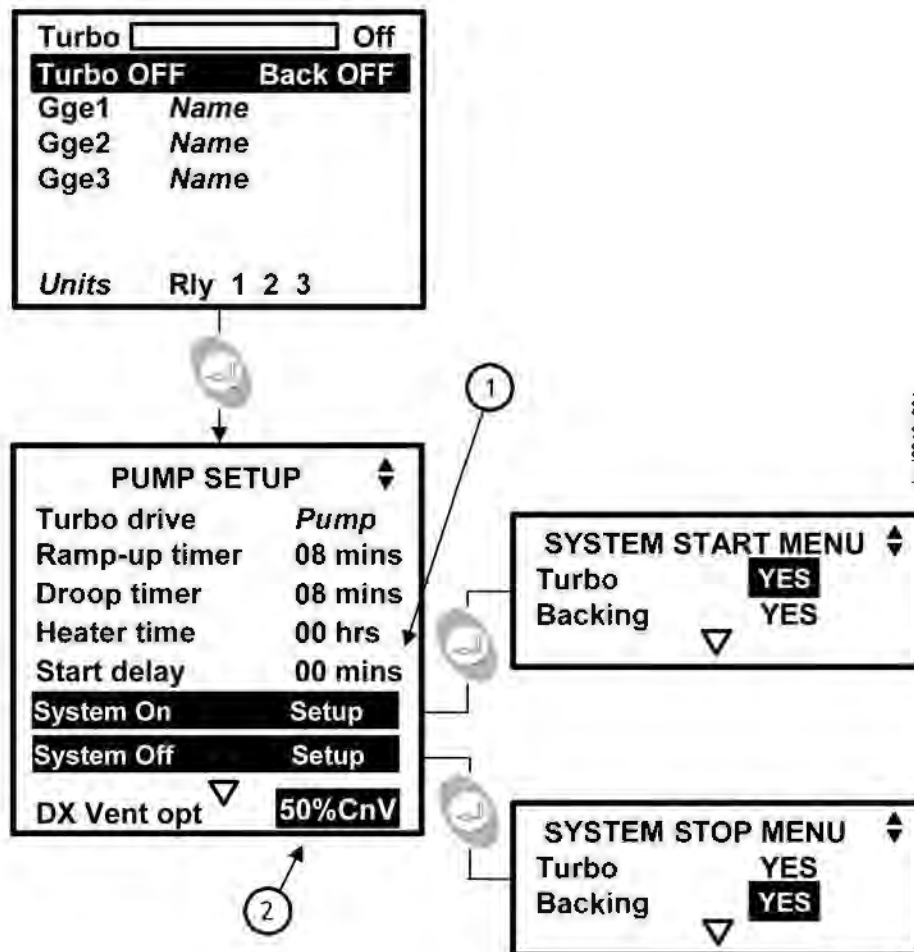 Turbo Off
Turbo OFF Back OFF
Gge1 Name
Gge2 Name
Gge3 Name
Units Rly 1 2 3
1
PUMP SETUP
Turbo drive Pump
Ramp-up timer 08 mins
Droop timer 08 mins
Heater time 00 hrs
Start delay 00 mins
System On Setup
System Off Setup
DX Vent opt 50%CnV
2
SYSTEM START MENU
Turbo YES
Backing YES
SYSTEM STOP MENU
Turbo YES
Backing YES